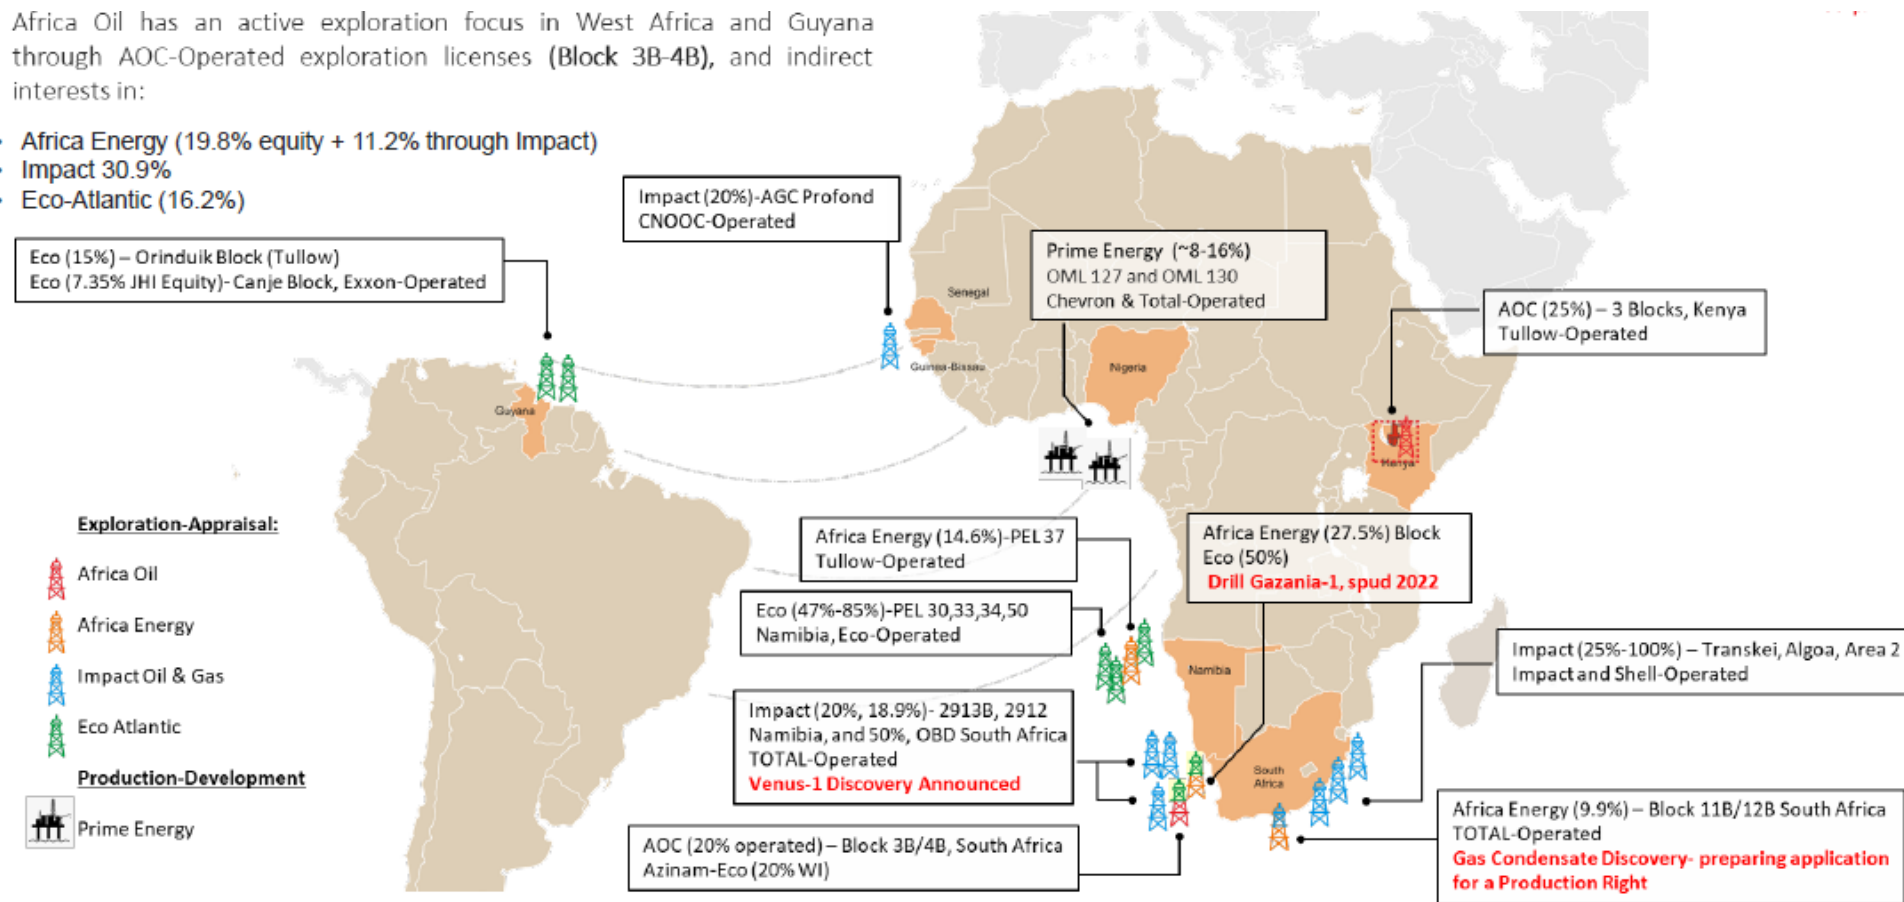 Africa Oil has an active exploration focus in West Africa and Guyana
through AOC-Operated exploration licenses (Block 3B-4B), and indirect
interests in:
Africa Energy (19.8% equity + 11.2% through Impact)
Impact 30.9%
Eco-Atlantic (16.2%)
Eco (15%) – Orinduik Block (Tullow)
Eco (7.35% JHI Equity)- Canje Block, Exxon-Operated
Impact (20%)-AGC Profond
CNOOC-Operated
Prime Energy (~8-16%)
OML 127 and OML 130
Chevron & Total-Operated
AOC (25%) – 3 Blocks, Kenya
Tullow-Operated
Senegal
Guinea-Bissau
Nigeria
Guyana
Kenya
Exploration-Appraisal:
Africa Oil
Africa Energy
Impact Oil & Gas
Eco Atlantic
Production-Development
Prime Energy
Africa Energy (14.6%)-PEL 37
Tullow-Operated
Africa Energy (27.5%) Block
Eco (50%)
Drill Gazania-1, spud 2022
Eco (47%-85%)-PEL 30,33,34,50
Namibia, Eco-Operated
Namibia
Impact (25%-100%) – Transkei, Algoa, Area 2
Impact and Shell-Operated
Impact (20%, 18.9%)- 2913B, 2912
Namibia, and 50%, OBD South Africa
TOTAL-Operated
Venus-1 Discovery Announced
South
Africa
Africa Energy (9.9%) – Block 11B/12B South Africa
TOTAL-Operated
Gas Condensate Discovery- preparing application
for a Production Right
AOC (20% operated) – Block 3B/4B, South Africa
Azinam-Eco (20% WI)